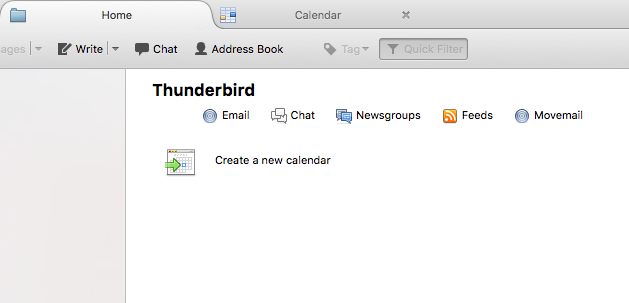 Home Calendar
ages Write Chat Address Book Tag Quick Filter
Thunderbird
Email Chat Newsgroups Feeds Movemail
Create a new calendar